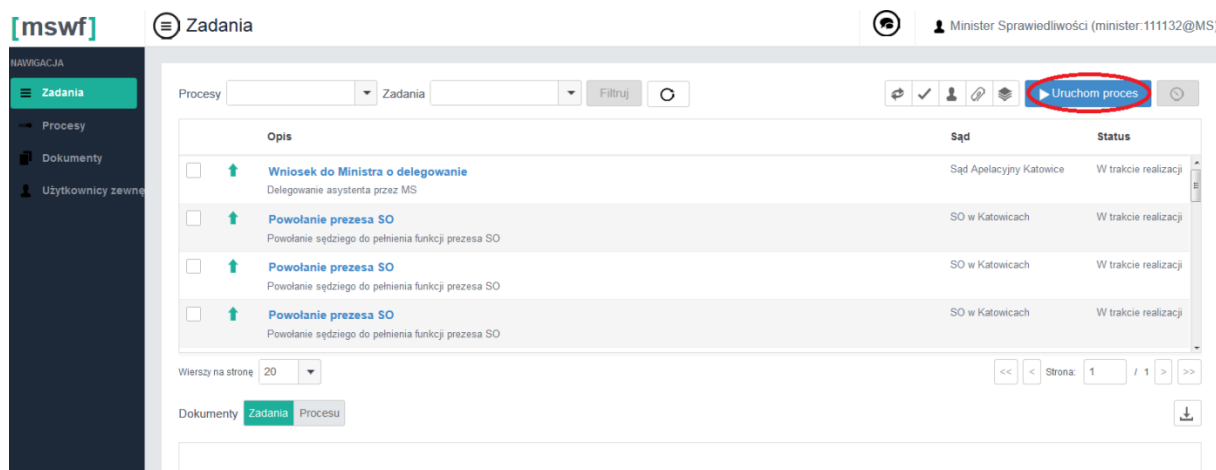 [mswf]
Zadania
Minister Sprawiedliwości (minister:111132@MS)
NAWIGACJA
Zadania
Procesy
Dokumenty
Użytkownicy zewnę
Procesy Zadania Filtruj Uruchom proces
Opis Sąd Status
Wniosek do Ministra o delegowanie Sąd Apelacyjny Katowice W trakcie realizacji
Delegowanie asystenta przez MS
Powołanie prezesa SO SO w Katowicach W trakcie realizacji
Powołanie sędziego do pełnienia funkcji prezesa SO
Powołanie prezesa SO SO w Katowicach W trakcie realizacji
Powołanie sędziego do pełnienia funkcji prezesa SO
Powołanie prezesa SO SO w Katowicach W trakcie realizacji
Powołanie sędziego do pełnienia funkcji prezesa SO
Wierszy na stronę 20 << < Strona: 1 / 1 > >>
Dokumenty Zadania Procesu